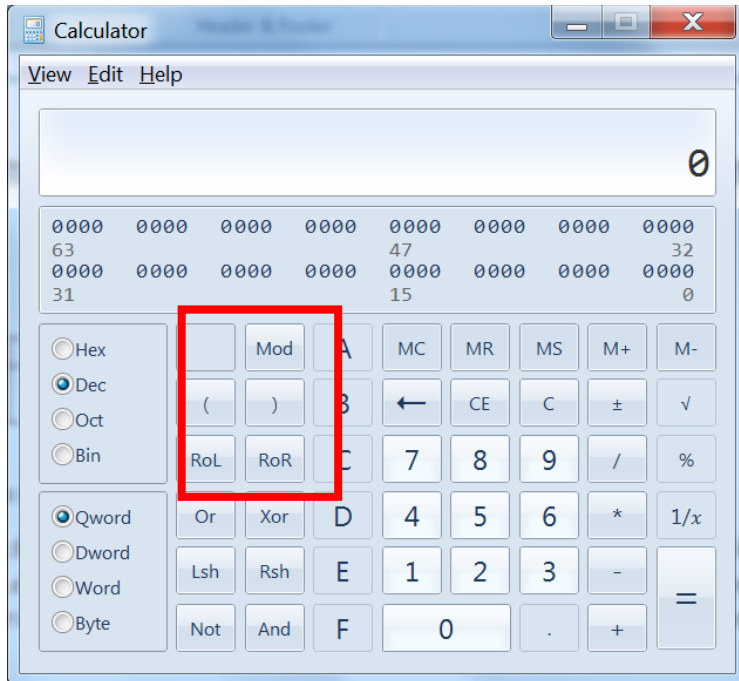 Calculator
View Edit Help
0
0000 0000 0000 0000 0000 0000 0000 0000
63 47 32
0000 0000 0000 0000 0000 0000 0000 0000
31 15 0
Hex Mod A MC MR MS M+ M-
Dec ( ) B ← CE C ±  √
Oct
Bin RoL RoR C 7 8 9 / %
Qword Or Xor D 4 5 6 * 1/x
Dword
Word Lsh Rsh E 1 2 3 - =
Byte Not And F 0 . +